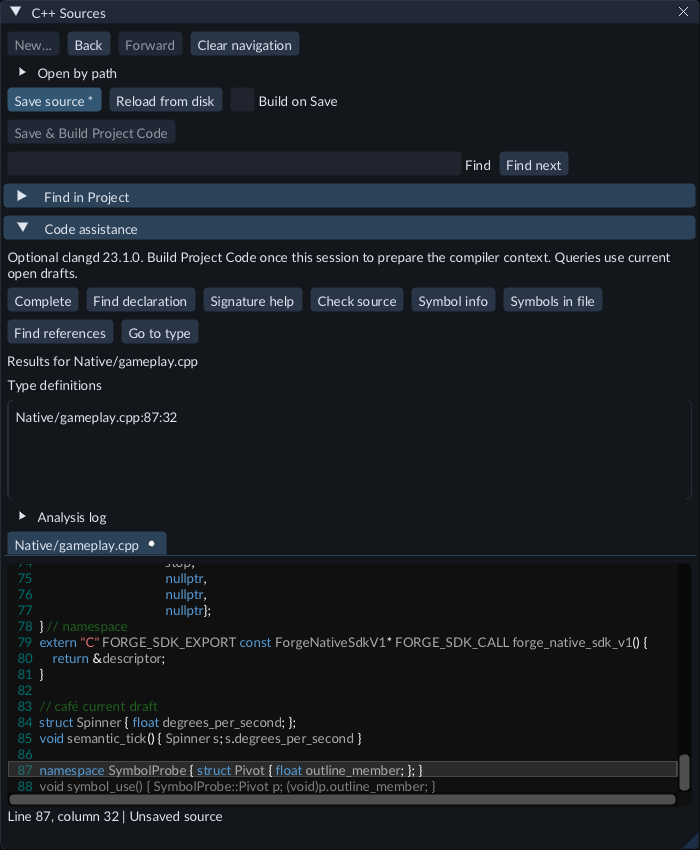 C++ Sources
New... Back Forward Clear navigation
Open by path
Save source * Reload from disk Build on Save
Save & Build Project Code
Find Find next
Find in Project
Code assistance
Optional clangd 23.1.0. Build Project Code once this session to prepare the compiler context. Queries use current
open drafts.
Complete Find declaration Signature help Check source Symbol info Symbols in file
Find references Go to type
Results for Native/gameplay.cpp
Type definitions
Native/gameplay.cpp:87:32
Analysis log
Native/gameplay.cpp
74 stop,
75 nullptr,
76 nullptr,
77 nullptr};
78 } // namespace
79 extern "C" FORGE_SDK_EXPORT const ForgeNativeSdkV1* FORGE_SDK_CALL forge_native_sdk_v1() {
80 return &descriptor;
81 }
82
83 // café current draft
84 struct Spinner { float degrees_per_second; };
85 void semantic_tick() { Spinner s; s.degrees_per_second }
86
87 namespace SymbolProbe { struct Pivot { float outline_member; }; }
88 void symbol_use() { SymbolProbe::Pivot p; (void)p.outline_member; }
Line 87, column 32 | Unsaved source